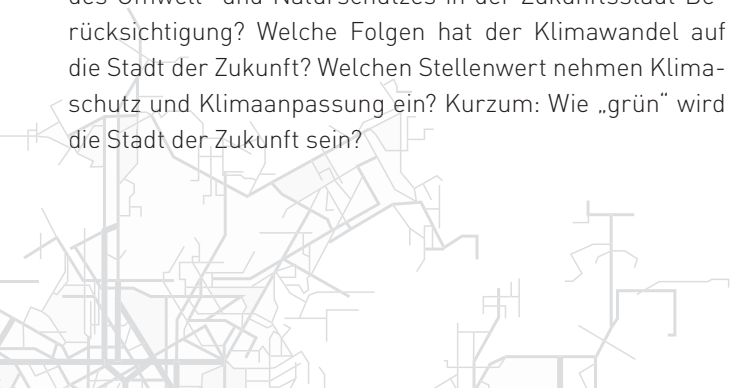 des Umwelt- und Naturschutzes in der Zukunftsstadt Be-
rücksichtigung? Welche Folgen hat der Klimawandel auf
die Stadt der Zukunft? Welchen Stellenwert nehmen Klima-
schutz und Klimaanpassung ein? Kurzum: Wie „grün“ wird
die Stadt der Zukunft sein?